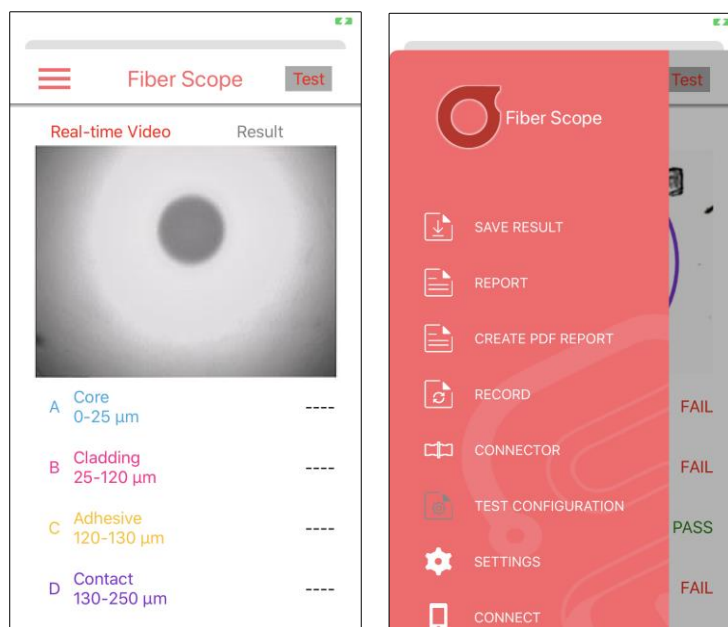 Fiber Scope
Test
Real-time Video
Result
A
Core
0-25 µm
----
B
Cladding
25-120 µm
----
C
Adhesive
120-130 µm
----
D
Contact
130-250 µm
----
Test
Fiber Scope
SAVE RESULT
REPORT
CREATE PDF REPORT
RECORD
CONNECTOR
TEST CONFIGURATION
SETTINGS
CONNECT
FAIL
FAIL
PASS
FAIL